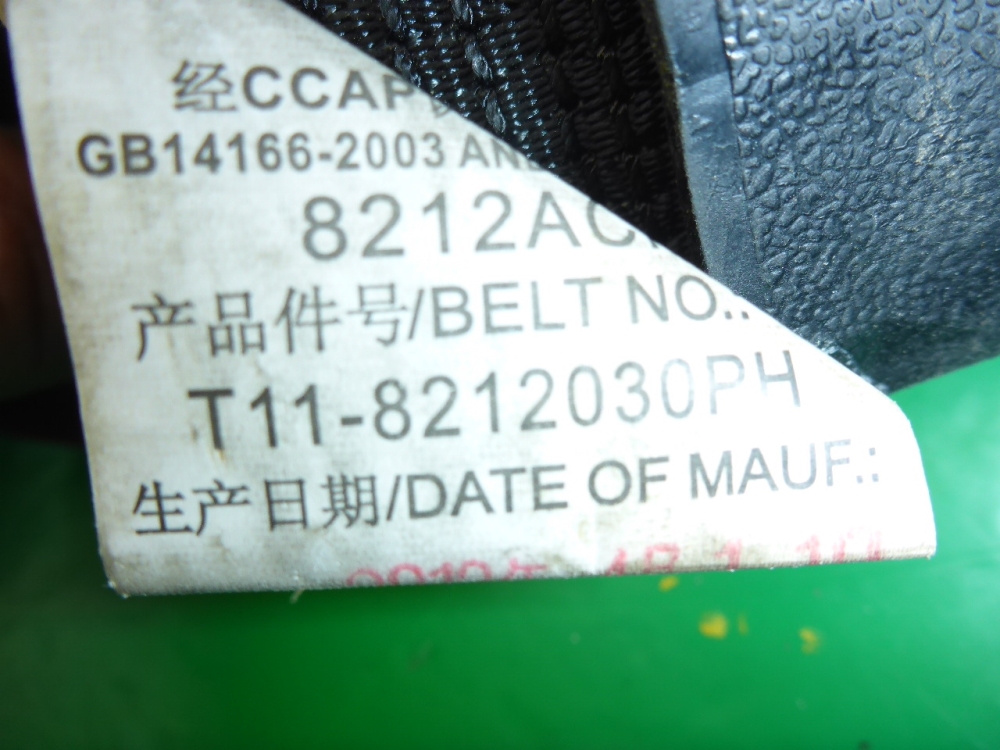 经CCAP
GB14166-2003 AN
8212AC
产品件号/BELT NO.:
T11-8212030PH
生产日期/DATE OF MAUF.: